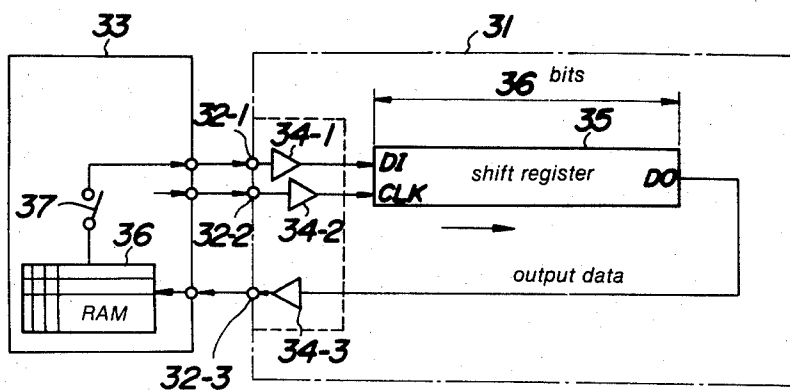 33
31
36 bits
32-1
34-1
35
DI
shift register
DO
CLK
37
32-2
34-2
36
output data
RAM
32-3
34-3